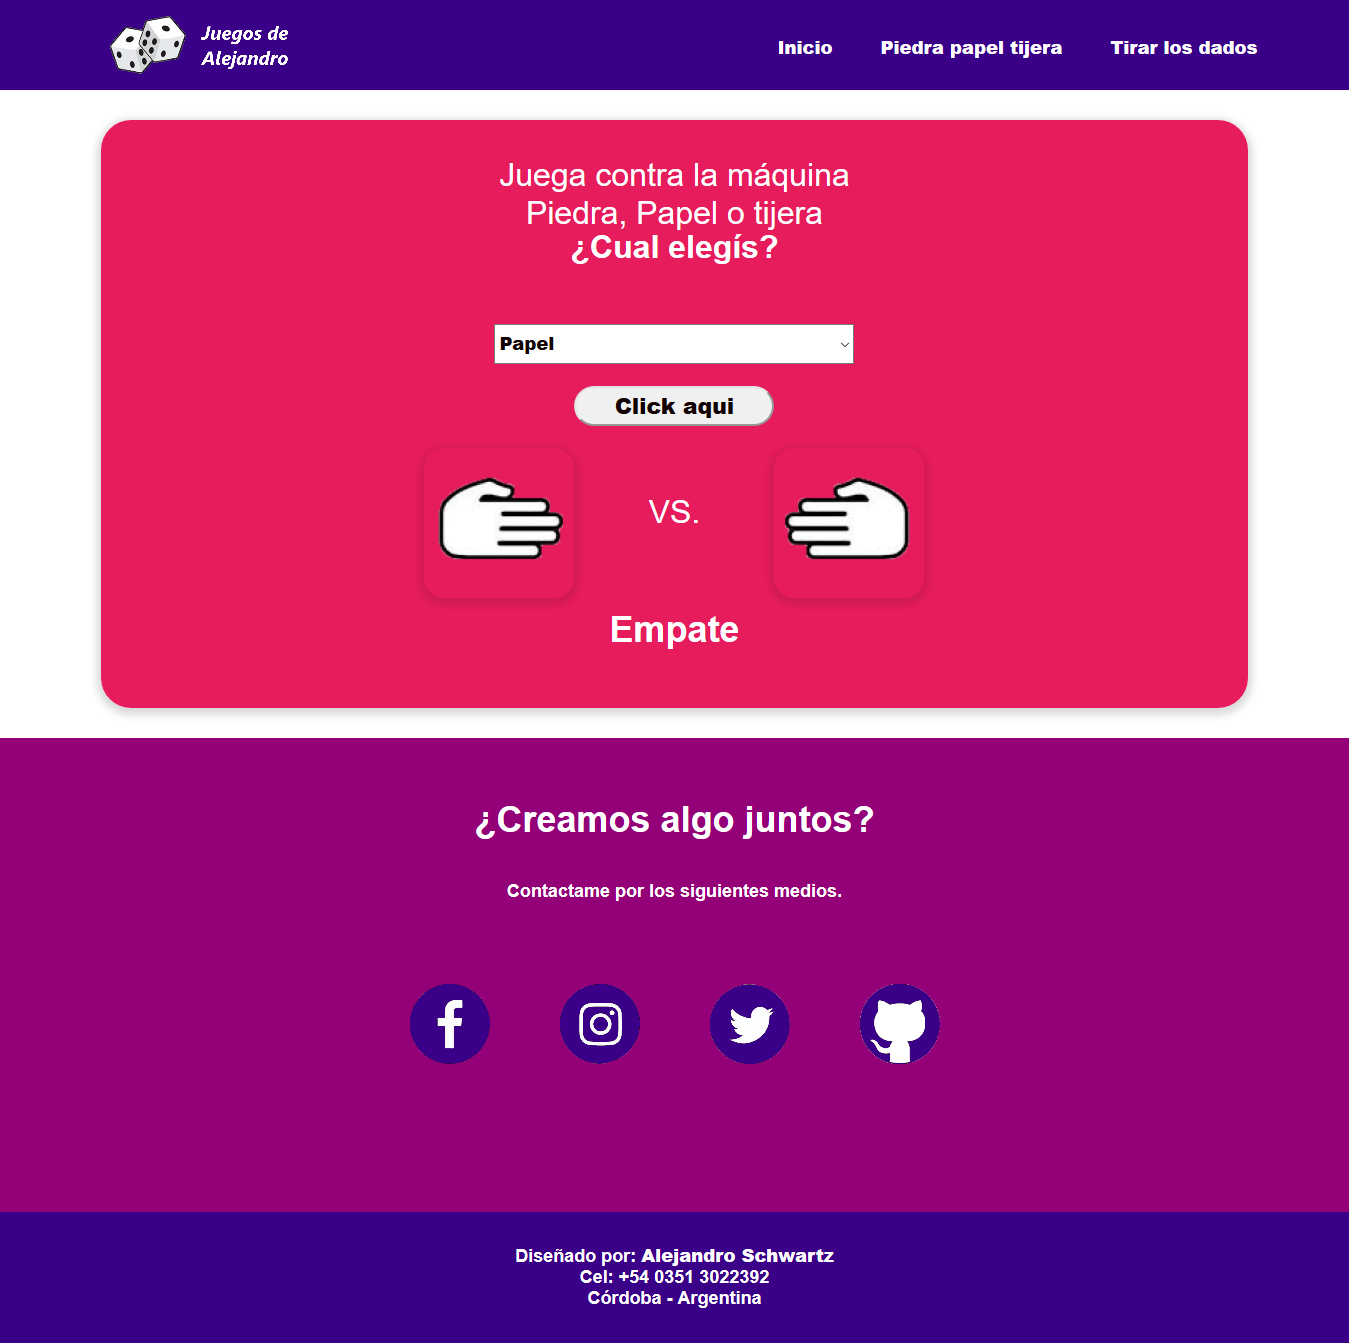 Juegos de
Alejandro
Inicio Piedra papel tijera Tirar los dados
Juega contra la máquina
Piedra, Papel o tijera
¿Cual elegís?
Papel
Click aqui
VS.
Empate
¿Creamos algo juntos?
Contactame por los siguientes medios.
Diseñado por: Alejandro Schwartz
Cel: +54 0351 3022392
Córdoba - Argentina